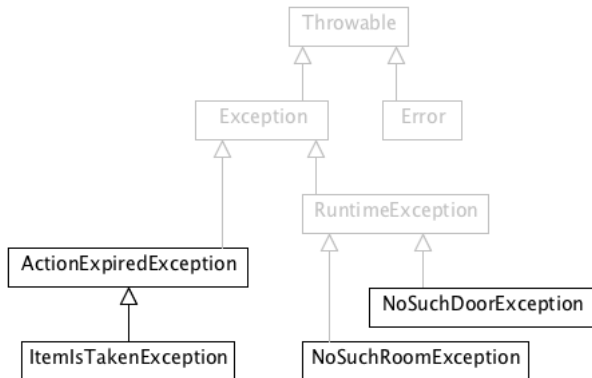 Throwable
Exception
Error
RuntimeException
ActionExpiredException
NoSuchDoorException
ItemIsTakenException
NoSuchRoomException